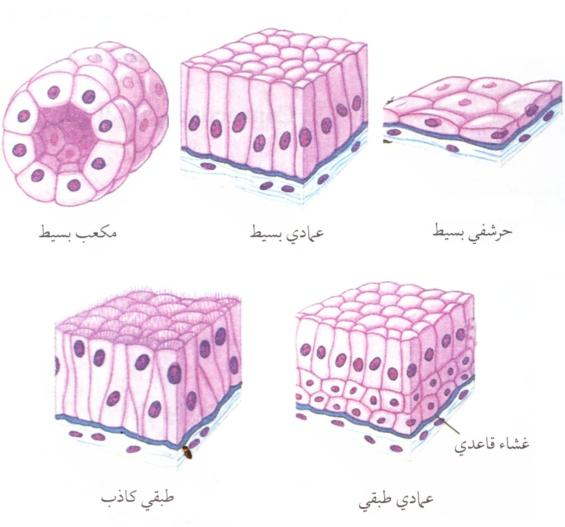 حرشفي بسيط
عمادي بسيط
مكعب بسيط
غشاء قاعدي
عمادي طبقي
طبقي كاذب